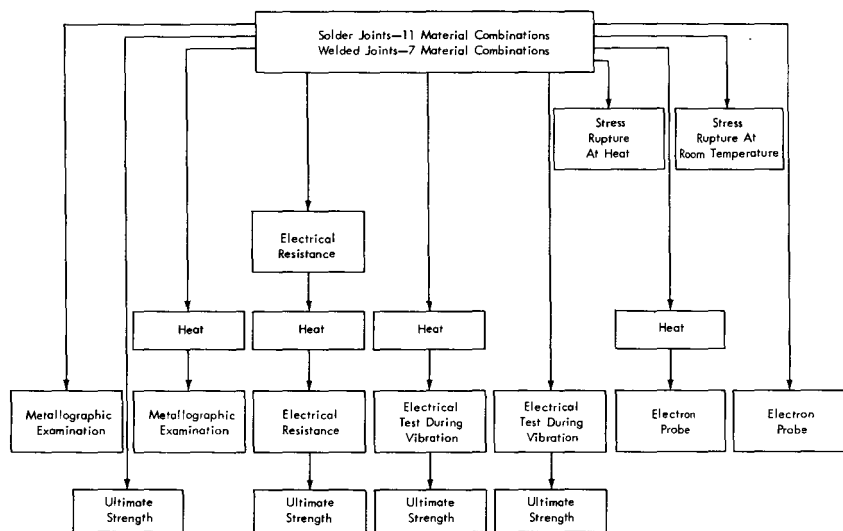 Solder Joints—11 Material Combinations
Welded Joints—7 Material Combinations
Stress
Rupture
At Heat
Stress
Rupture At
Room Temperature
Electrical
Resistance
Heat
Heat
Heat
Heat
Metallographic
Examination
Metallographic
Examination
Electrical
Resistance
Electrical
Test During
Vibration
Electrical
Test During
Vibration
Electron
Probe
Electron
Probe
Ultimate
Strength
Ultimate
Strength
Ultimate
Strength
Ultimate
Strength